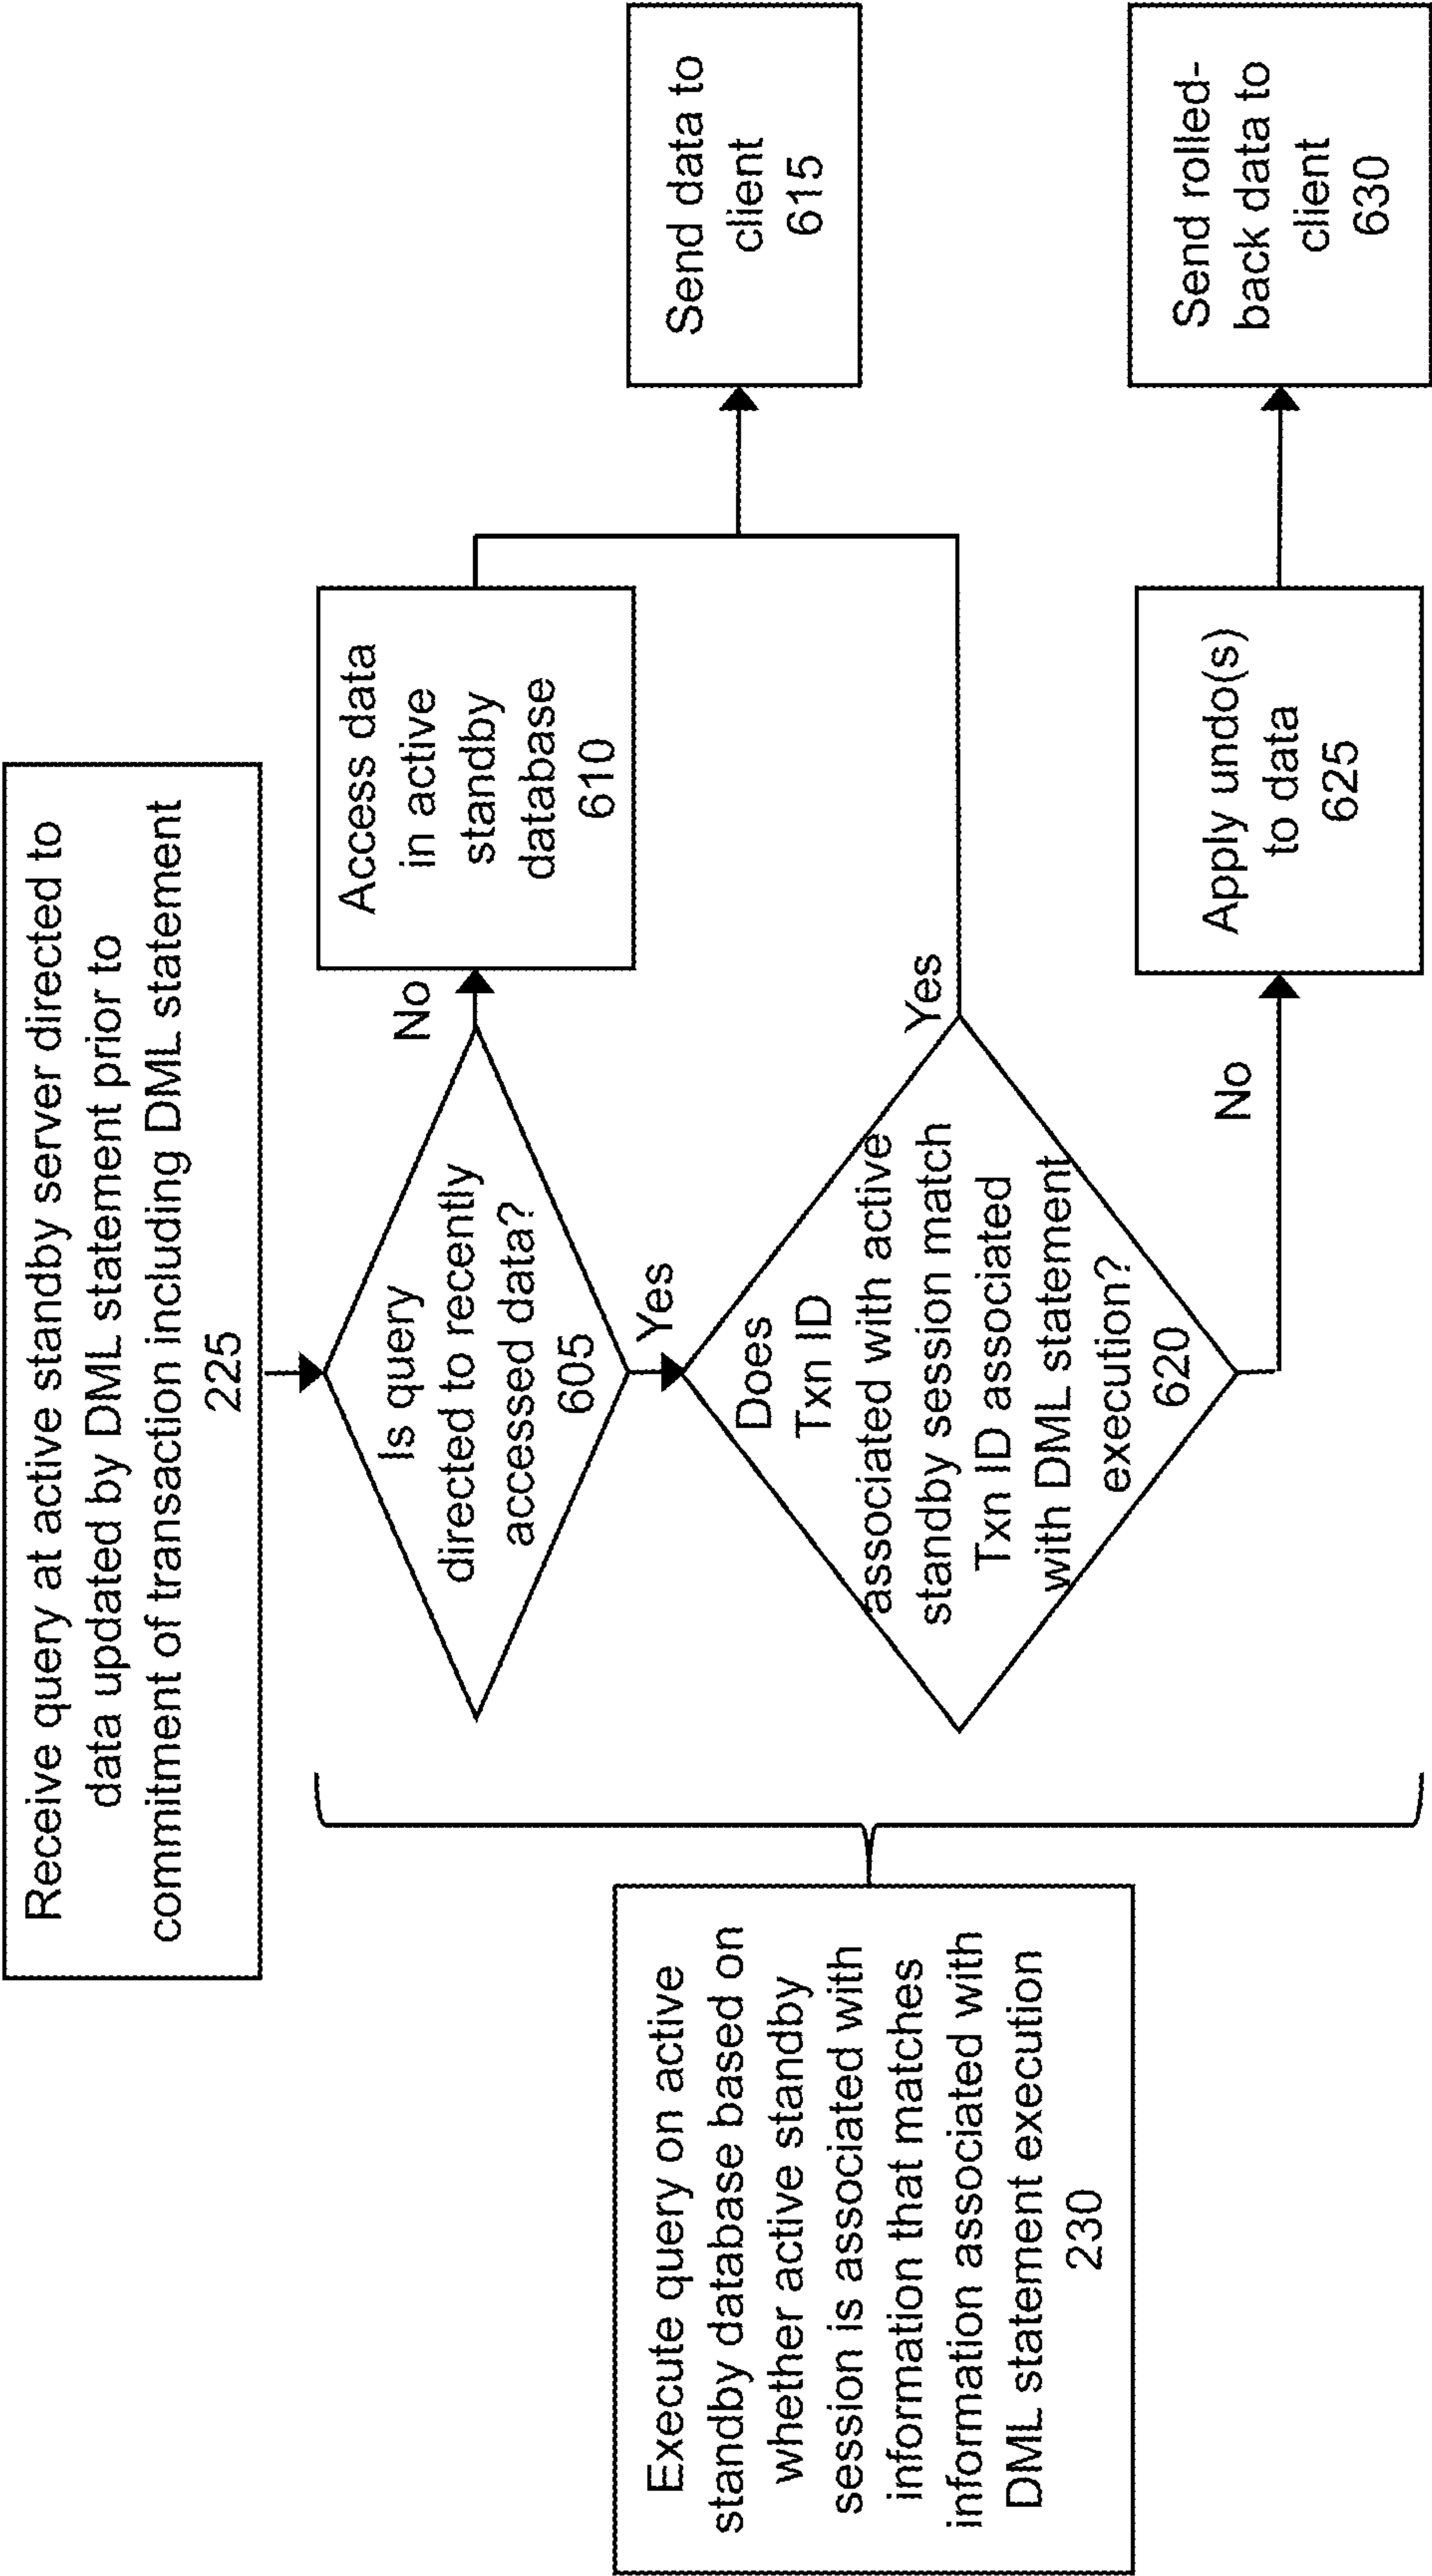 Receive query at active standby server directed to
data updated by DML statement prior to
commitment of transaction including DML statement
225
Is query
directed to recently
accessed data?
605
No
Access data
in active
standby
database
610
Send data to
client
615
Yes
Does
Txn ID
associated with active
standby session match
Txn ID associated
with DML statement
execution?
620
Yes
No
Apply undo(s)
to data
625
Send rolled-
back data to
client
630
Execute query on active
standby database based on
whether active standby
session is associated with
information that matches
information associated with
DML statement execution
230